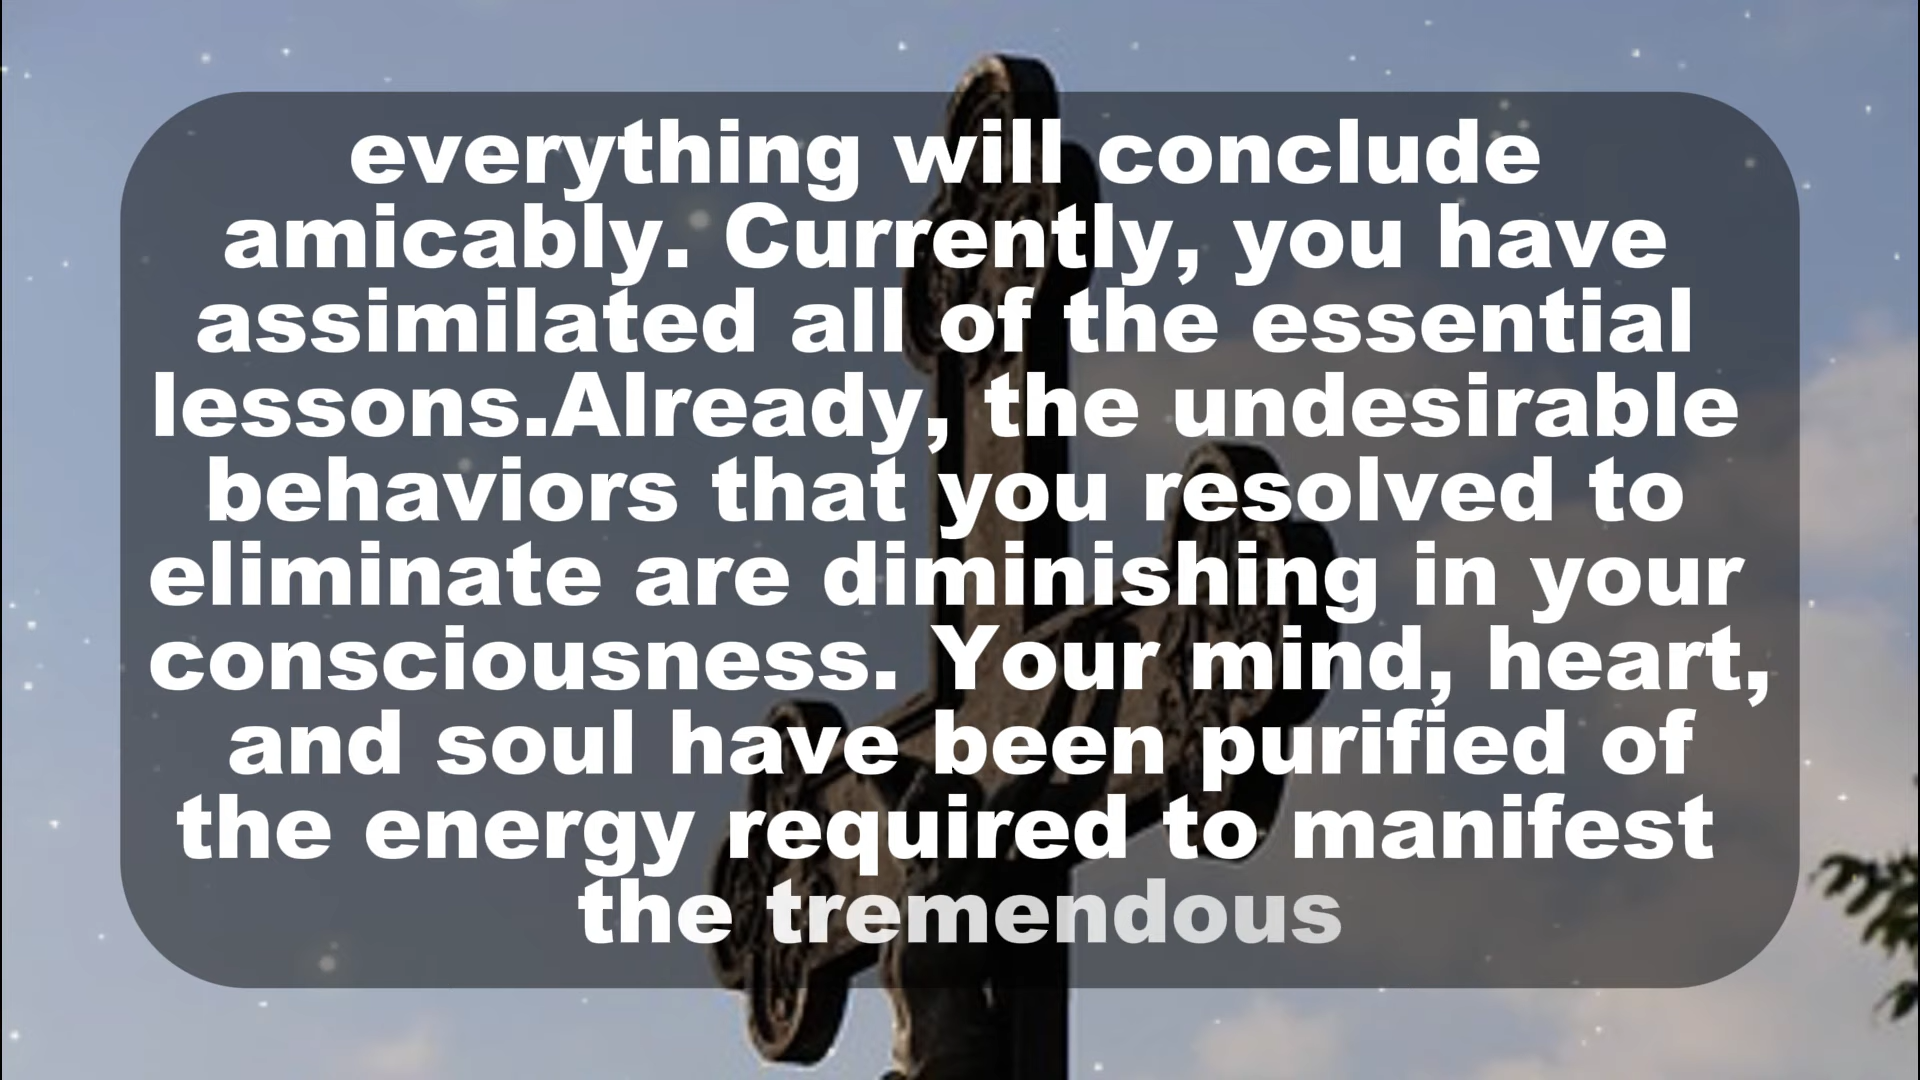 everything will conclude
amicably. Currently, you have
assimilated all of the essential
lessons.Already, the undesirable
behaviors that you resolved to
eliminate are diminishing in your
consciousness. Your mind, heart,
and soul have been purified of
the energy required to manifest
the tremendous